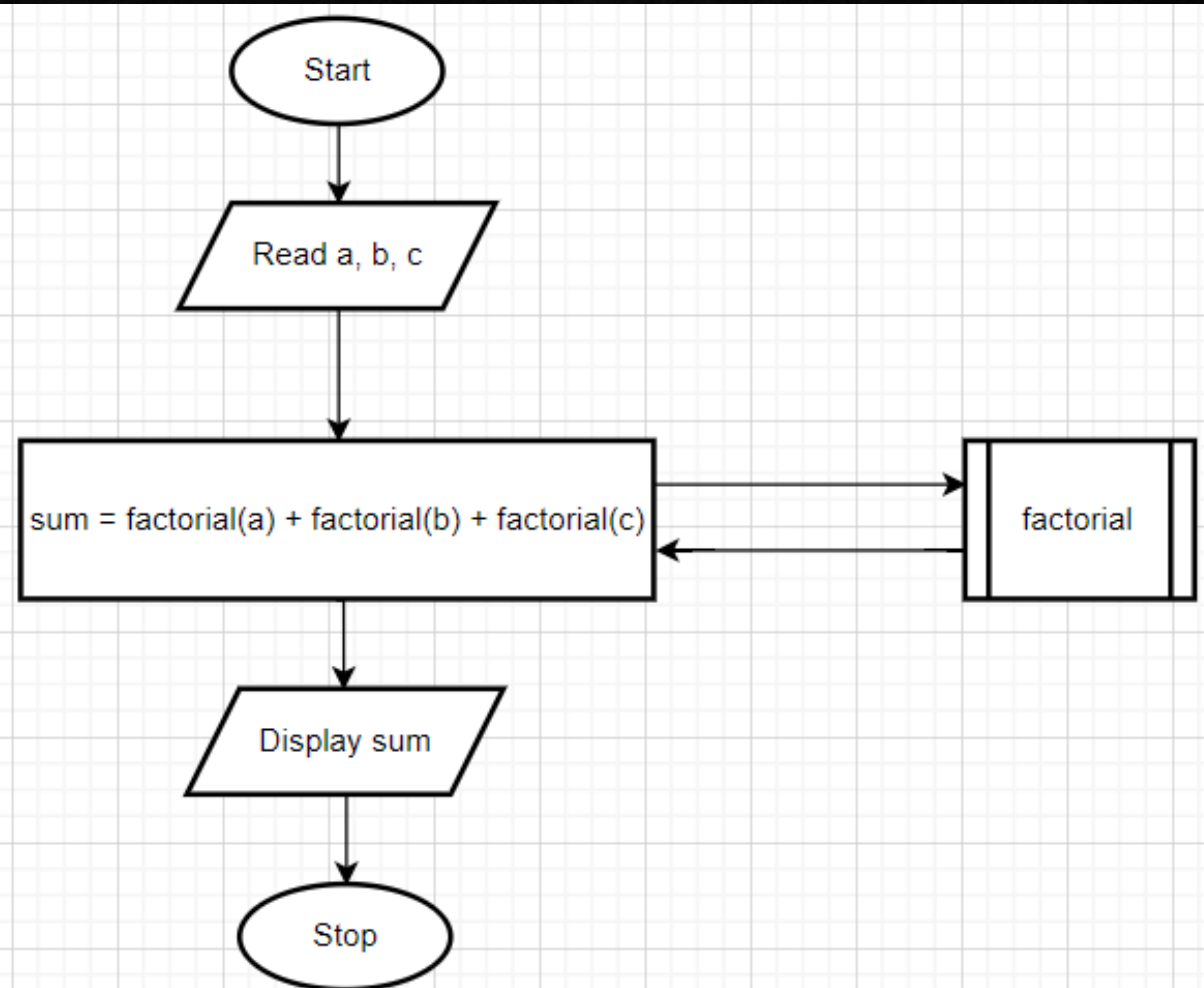 Start
Read a, b, c
sum = factorial(a) + factorial(b) + factorial(c)
factorial
Display sum
Stop